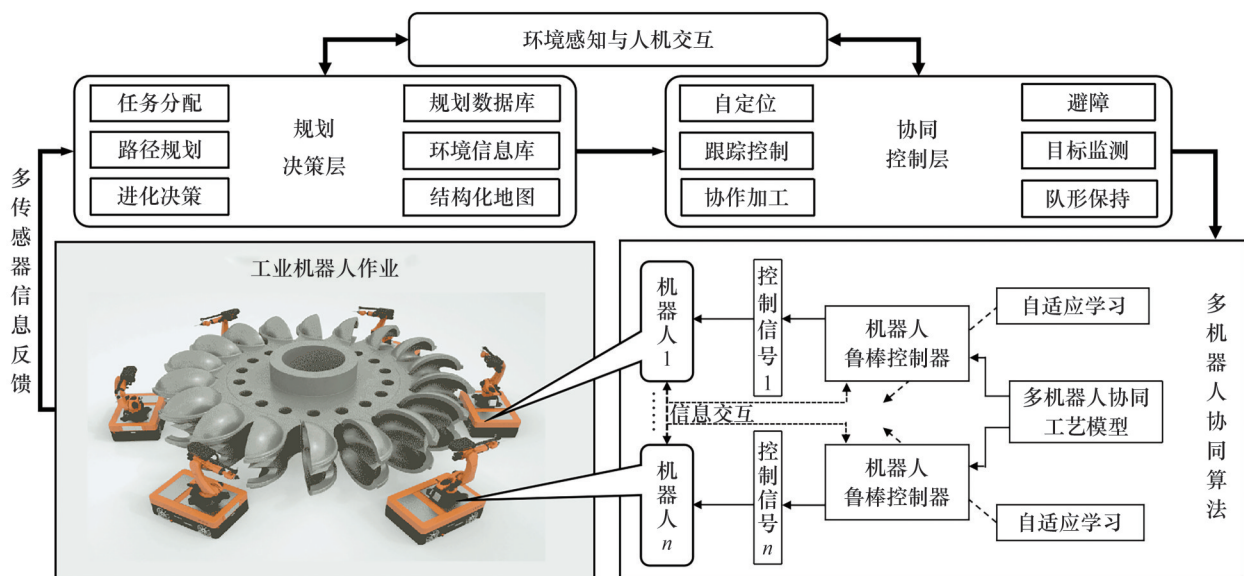 环境感知与人机交互
任务分配
路径规划
进化决策
规划
决策层
规划数据库
环境信息库
结构化地图
自定位
跟踪控制
协作加工
协同
控制层
避障
目标监测
队形保持
多传感器信息反馈
工业机器人作业
机器人1
控制信号1
机器人
鲁棒控制器
自适应学习
信息交互
多机器人协同
工艺模型
机器人n
控制信号n
机器人
鲁棒控制器
自适应学习
多机器人协同算法